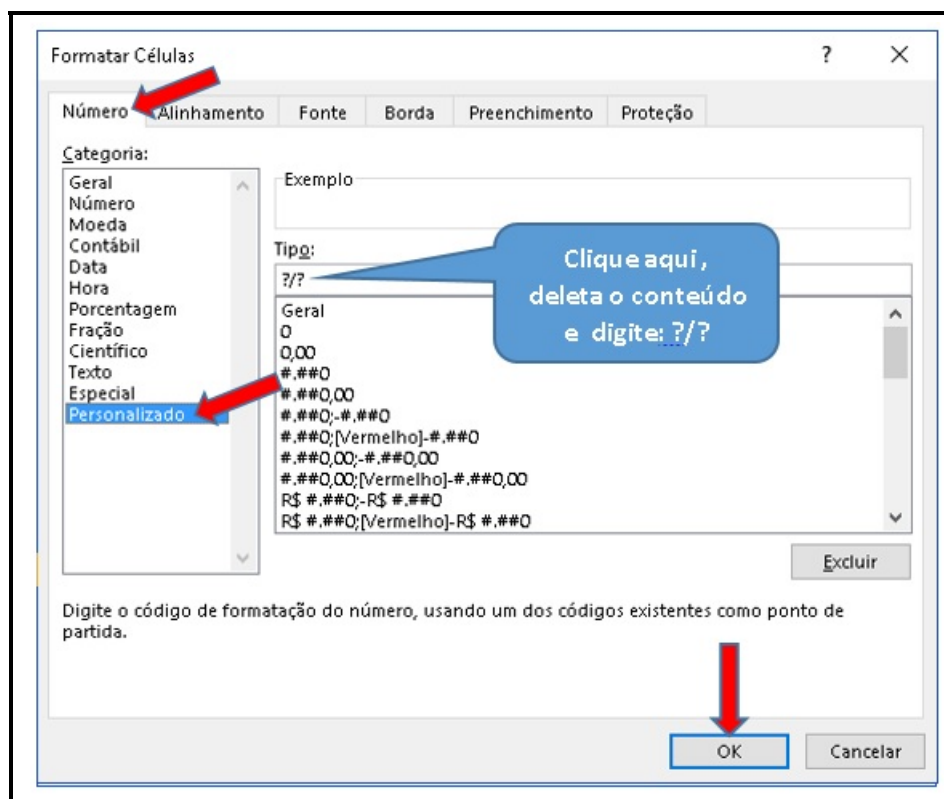 Formatar Células
?
Número Alinhamento Fonte Borda Preenchimento Proteção
Categoria:
Geral
Número
Moeda
Contábil
Data
Hora
Porcentagem
Fração
Científico
Texto
Especial
Personalizado
Exemplo
Tipo:
?/?
Clique aqui,
deleta o conteúdo
e digite: ?/?
Geral
0
0,00
#.##0
#.##0,00
#.##0;-#.##0
#.##0;[Vermelho]-#.##0
#.##0,00;-#.##0,00
#.##0,00;[Vermelho]-#.##0,00
R$ #.##0;-R$ #.##0
R$ #.##0;[Vermelho]-R$ #.##0
Excluir
Digite o código de formatação do número, usando um dos códigos existentes como ponto de
partida.
OK Cancelar